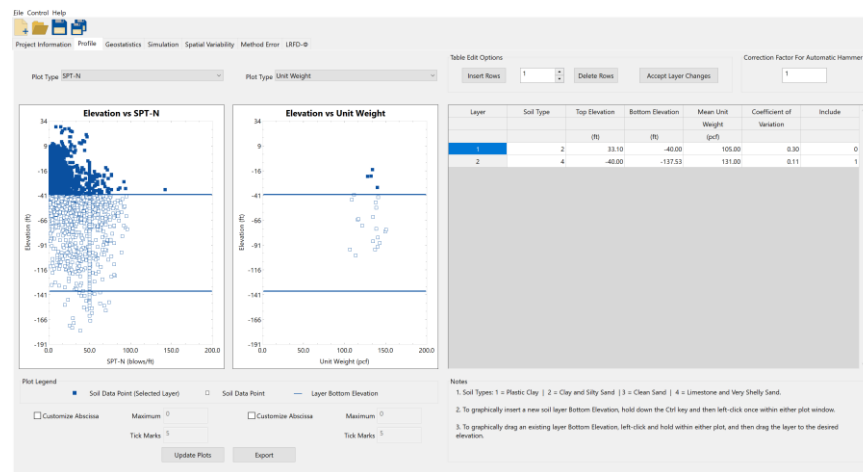 File Control Help
Project Information Profile Geostatistics Simulation Spatial Variability Method Error LRFD-Φ
Plot Type SPT-N
Plot Type Unit Weight
Table Edit Options
Insert Rows 1 Delete Rows Accept Layer Changes
Correction Factor For Automatic Hammer
1
Elevation vs SPT-N
34
9
-16
-41
-66
-91
-116
-141
-166
-191
Elevation (ft)
0.0 50.0 100.0 150.0 200.0
SPT-N (blows/ft)
Elevation vs Unit Weight
34
9
-16
-41
-66
-91
-116
-141
-166
-191
Elevation (ft)
0.0 50.0 100.0 150.0 200.0
Unit Weight (pcf)
Layer Soil Type Top Elevation Bottom Elevation Mean Unit Coefficient of Include
Weight Variation
(ft) (ft) (pcf)
1 2 33.10 -40.00 105.00 0.30 0
2 4 -40.00 -137.53 131.00 0.11 1
Plot Legend
Soil Data Point (Selected Layer) Soil Data Point Layer Bottom Elevation
Customize Abscissa Maximum 0
Tick Marks 5
Customize Abscissa Maximum 0
Tick Marks 5
Update Plots Export
Notes
1. Soil Types: 1 = Plastic Clay | 2 = Clay and Silty Sand | 3 = Clean Sand | 4 = Limestone and Very Shelly Sand.
2. To graphically insert a new soil layer Bottom Elevation, hold down the Ctrl key and then left-click once within either plot window.
3. To graphically drag an existing layer Bottom Elevation, left-click and hold within either plot, and then drag the layer to the desired
elevation.